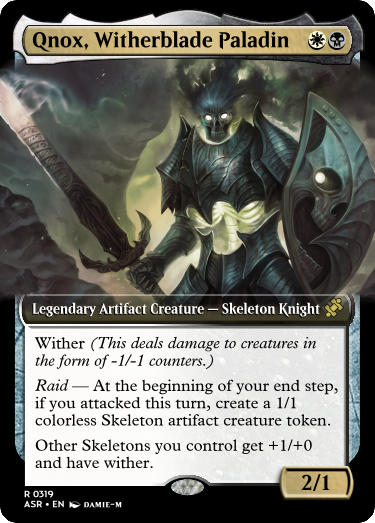 Qnox, Witherblade Paladin
Legendary Artifact Creature — Skeleton Knight
Wither (This deals damage to creatures in
the form of -1/-1 counters.)
Raid — At the beginning of your end step,
if you attacked this turn, create a 1/1
colorless Skeleton artifact creature token.
Other Skeletons you control get +1/+0
and have wither.
2/1
R 0319
ASR • EN DAMIE-M